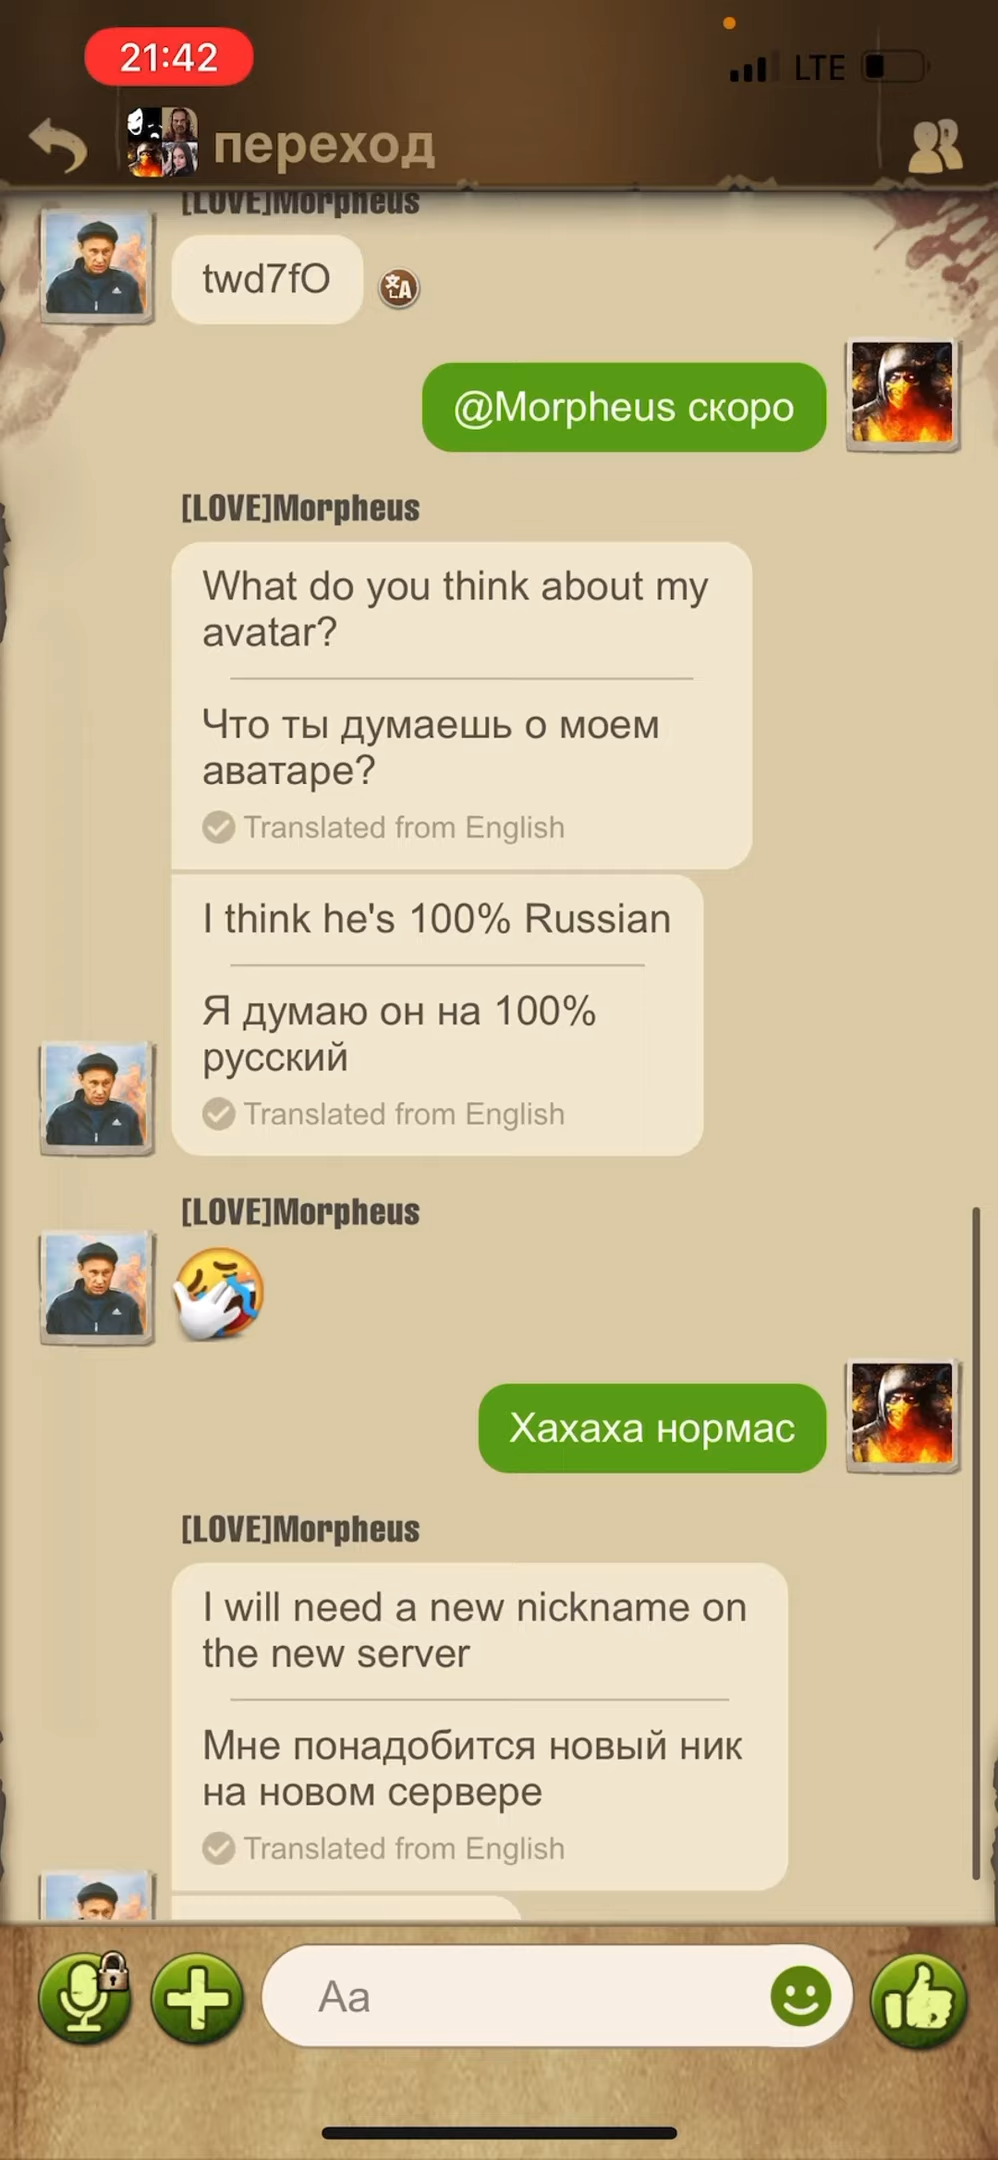 21:42
LTE
переход
[LOVE]Morpheus
twd7fO
@Morpheus скоро
[LOVE]Morpheus
What do you think about my
avatar?
Что ты думаешь о моем
аватаре?
Translated from English
I think he's 100% Russian
Я думаю он на 100%
русский
Translated from English
[LOVE]Morpheus
Хахаха нормас
[LOVE]Morpheus
I will need a new nickname on
the new server
Мне понадобится новый ник
на новом сервере
Translated from English
Aa